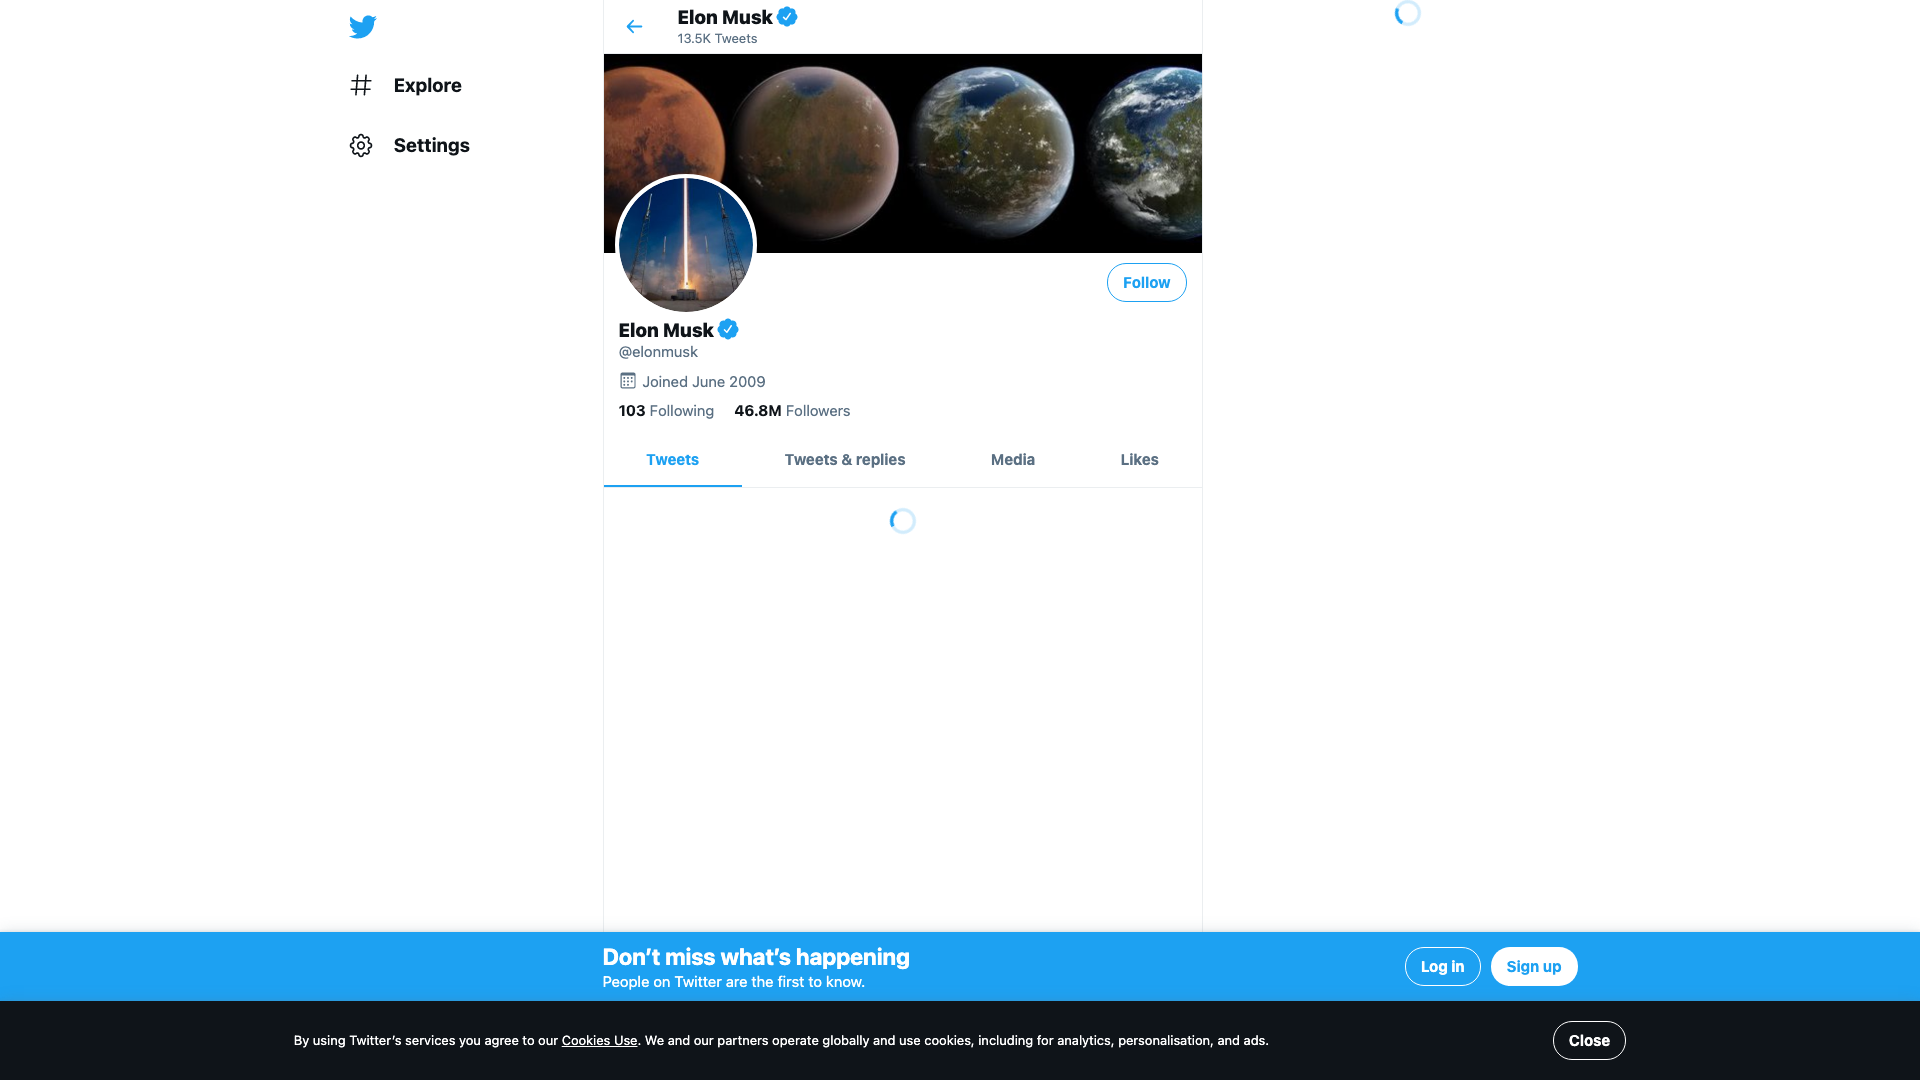 Elon Musk
13.5K Tweets
Explore
Settings
Follow
Elon Musk
@elonmusk
Joined June 2009
103 Following 46.8M Followers
Tweets Tweets & replies Media Likes
Don’t miss what’s happening
People on Twitter are the first to know.
Log in Sign up
By using Twitter’s services you agree to our Cookies Use. We and our partners operate globally and use cookies, including for analytics, personalisation, and ads.
Close